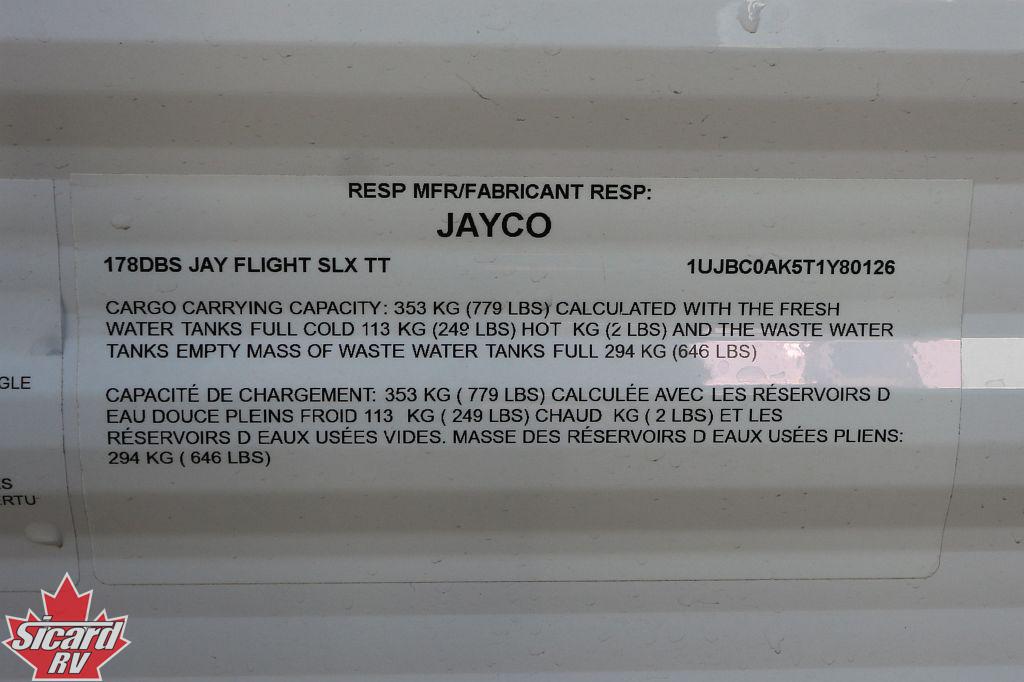 RESP MFR/FABRICANT RESP:
JAYCO
178DBS JAY FLIGHT SLX TT 1UJBC0AK5T1Y80126
CARGO CARRYING CAPACITY: 353 KG (779 LBS) CALCULATED WITH THE FRESH
WATER TANKS FULL COLD 113 KG (249 LBS) HOT KG (2 LBS) AND THE WASTE WATER
TANKS EMPTY MASS OF WASTE WATER TANKS FULL 294 KG (646 LBS)
CAPACITÉ DE CHARGEMENT: 353 KG ( 779 LBS) CALCULÉE AVEC LES RÉSERVOIRS D
EAU DOUCE PLEINS FROID 113 KG ( 249 LBS) CHAUD KG ( 2 LBS) ET LES
RÉSERVOIRS D EAUX USÉES VIDES. MASSE DES RÉSERVOIRS D EAUX USÉES PLIENS:
294 KG ( 646 LBS)
GLE
S
ERTU
Sicard
RV